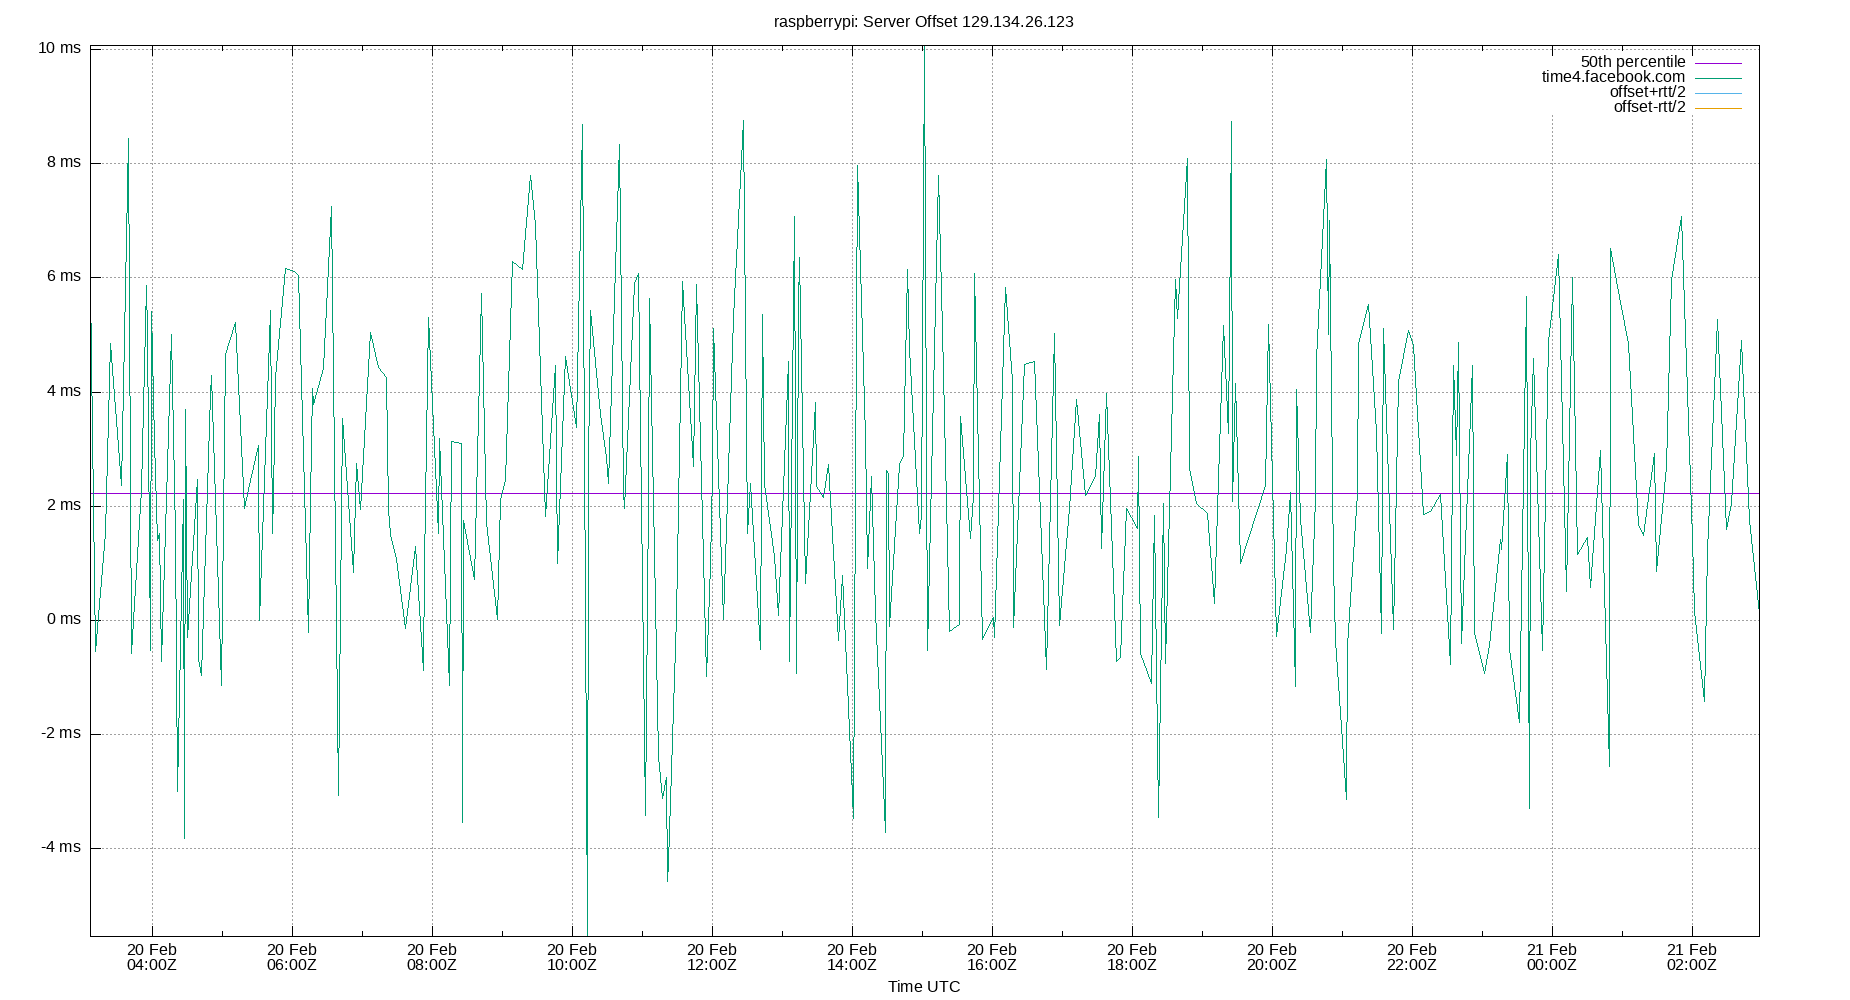 raspberrypi: Server Offset 129.134.26.123
10 ms
8 ms
6 ms
4 ms
2 ms
0 ms
-2 ms
-4 ms
50th percentile
time4.facebook.com
offset+rtt/2
offset-rtt/2
20 Feb 20 Feb 20 Feb 20 Feb 20 Feb 20 Feb 20 Feb 20 Feb 20 Feb 20 Feb 21 Feb 21 Feb
04:00Z 06:00Z 08:00Z 10:00Z 12:00Z 14:00Z 16:00Z 18:00Z 20:00Z 22:00Z 00:00Z 02:00Z
Time UTC